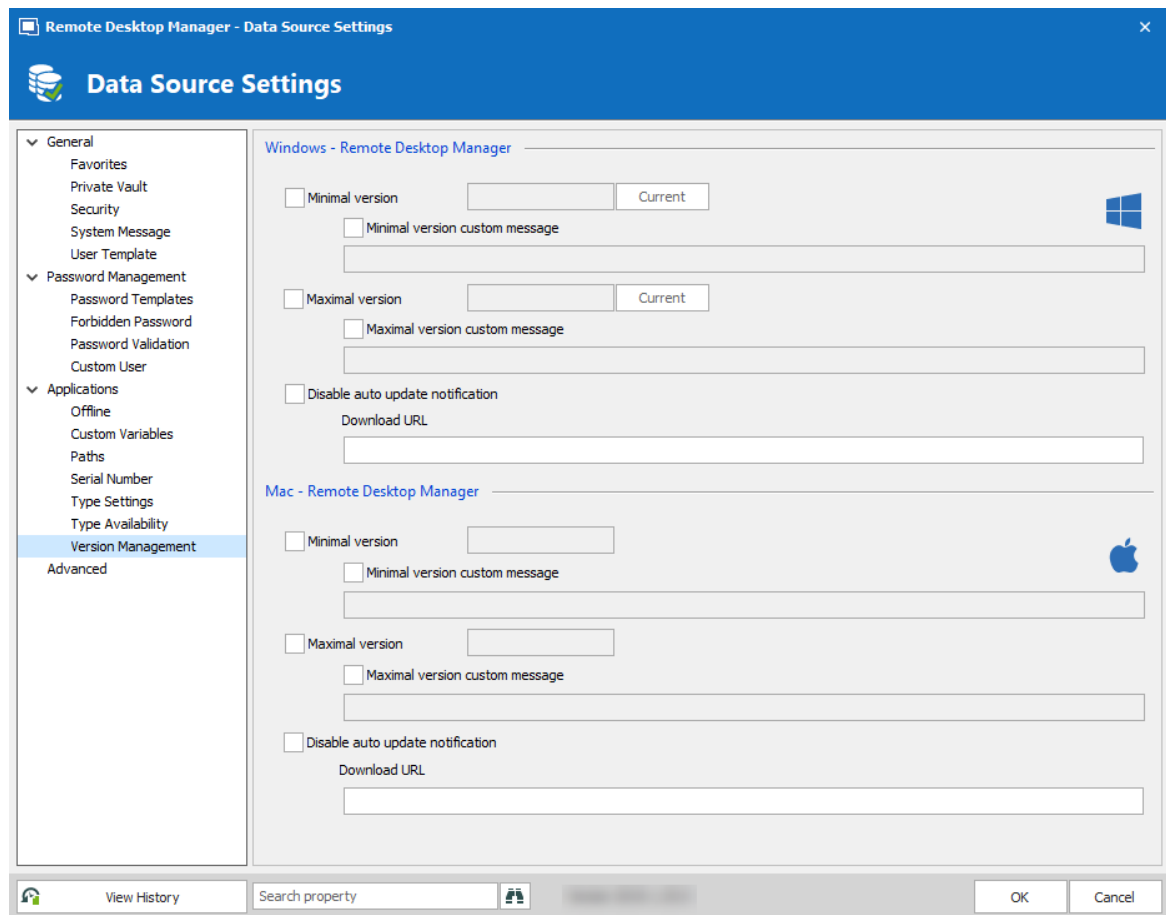 Remote Desktop Manager - Data Source Settings
Data Source Settings
General
Favorites
Private Vault
Security
System Message
User Template
Password Management
Password Templates
Forbidden Password
Password Validation
Custom User
Applications
Offline
Custom Variables
Paths
Serial Number
Type Settings
Type Availability
Version Management
Advanced
Windows - Remote Desktop Manager
Minimal version Current
Minimal version custom message
Maximal version Current
Maximal version custom message
Disable auto update notification
Download URL
Mac - Remote Desktop Manager
Minimal version
Minimal version custom message
Maximal version
Maximal version custom message
Disable auto update notification
Download URL
View History Search property OK Cancel